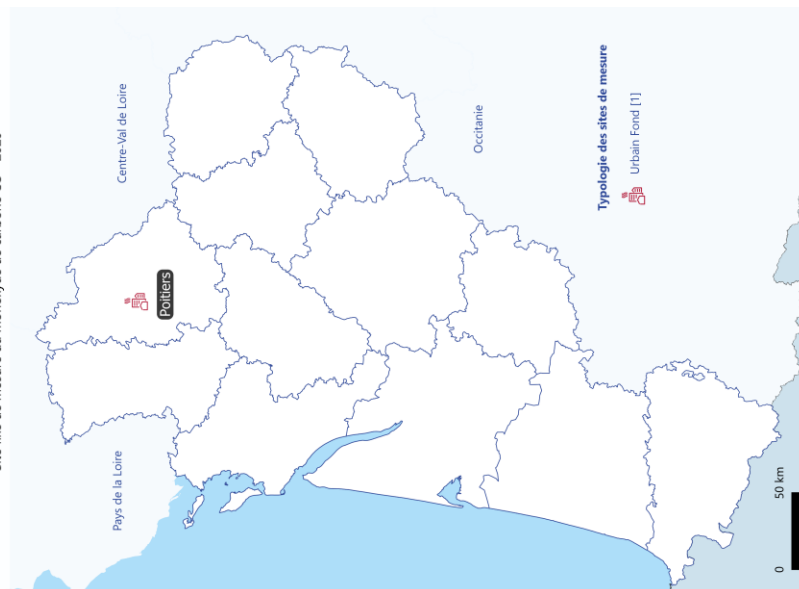 Pays de la Loire
Centre-Val de Loire
Poitiers
Occitanie
Typologie des sites de mesure
Urbain Fond [1]
0 50 km